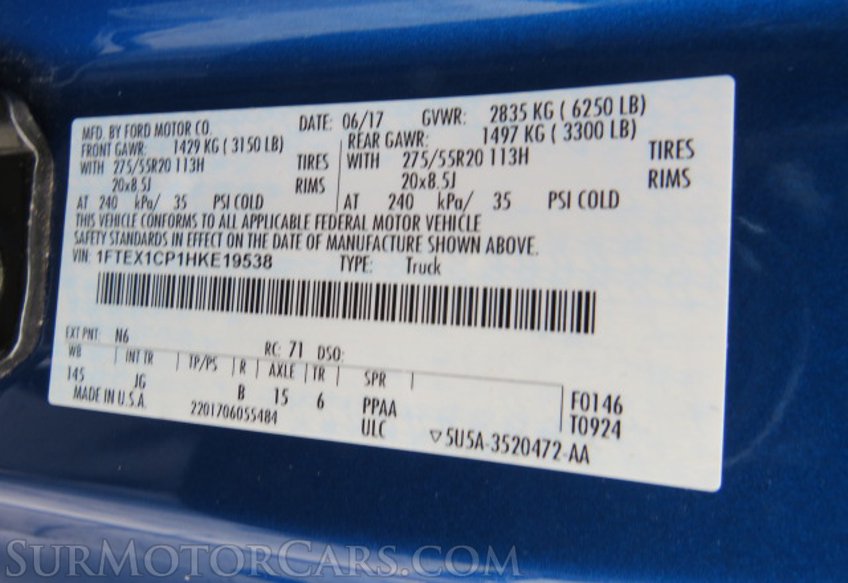 MFD. BY FORD MOTOR CO. DATE: 06/17 GVWR: 2835 KG ( 6250 LB)
FRONT GAWR: 1429 KG ( 3150 LB) REAR GAWR: 1497 KG ( 3300 LB)
WITH 275/55R20 113H TIRES WITH 275/55R20 113H TIRES
20x8.5J RIMS 20x8.5J RIMS
AT 240 kPa/ 35 PSI COLD AT 240 kPa/ 35 PSI COLD
THIS VEHICLE CONFORMS TO ALL APPLICABLE FEDERAL MOTOR VEHICLE
SAFETY STANDARDS IN EFFECT ON THE DATE OF MANUFACTURE SHOWN ABOVE.
VIN: 1FTEX1CP1HKE19538 TYPE: Truck
EXT PNT: N6 RC: 71 DSO:
WB INT TR TP/PS R AXLE TR SPR
145 JG B 15 6 PPAA F0146
MADE IN U.S.A. 2201706055484 ULC T0924
▽5U5A-3520472-AA
SURMOTORCARS.COM